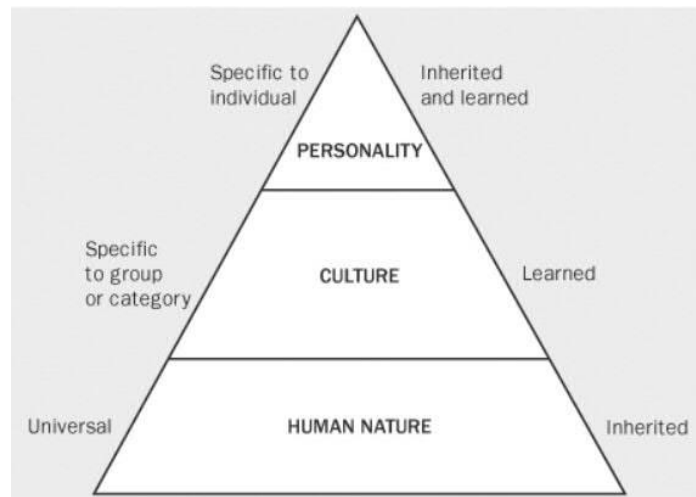 Specific to
individual
Inherited
and learned
PERSONALITY
Specific
to group
or category
CULTURE
Learned
Universal
HUMAN NATURE
Inherited